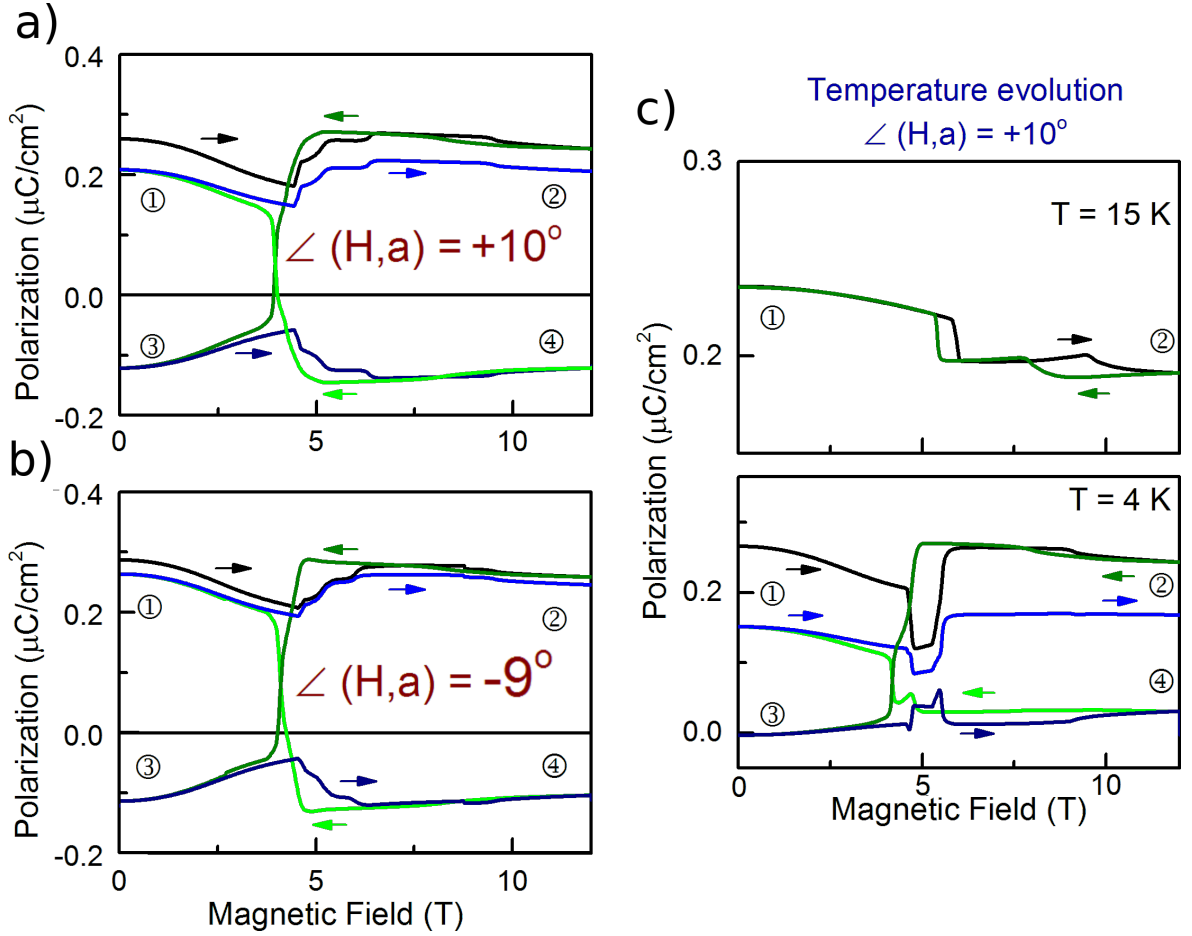 a)
0.4
0.2
0.0
-0.2
Polarization (μC/cm²)
①
②
③
④
∠ (H,a) = +10°
0
5
10
b)
0.4
0.2
0.0
-0.2
Polarization (μC/cm²)
①
②
③
④
∠ (H,a) = -9°
0
5
10
Magnetic Field (T)
c)
Temperature evolution
∠ (H,a) = +10°
0.3
0.2
T = 15 K
①
②
Polarization (μC/cm²)
T = 4 K
0.2
0.0
①
②
③
④
0
5
10
Magnetic Field (T)